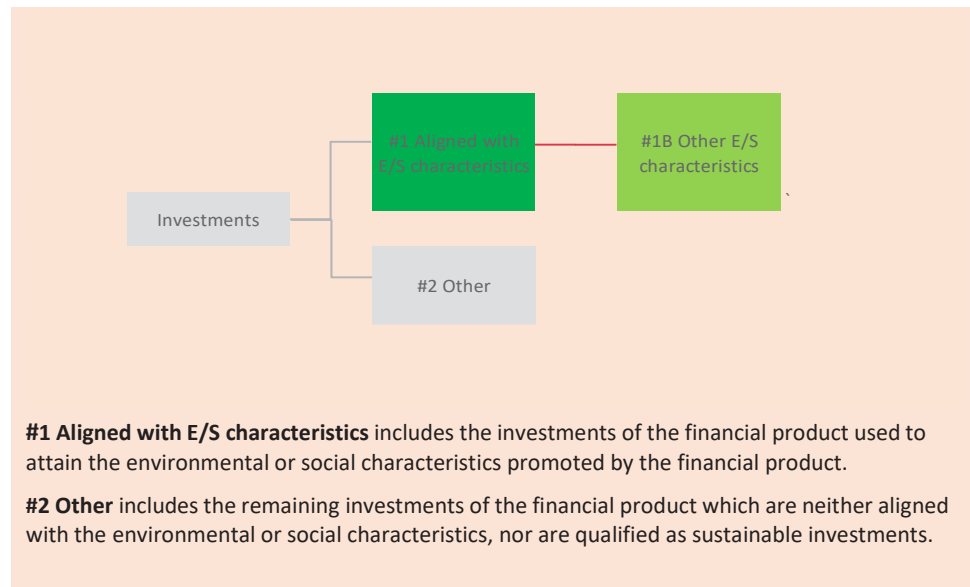 #1 Aligned with
E/S characteristics
#1B Other E/S
characteristics
`
Investments
#2 Other
#1 Aligned with E/S characteristics includes the investments of the financial product used to
attain the environmental or social characteristics promoted by the financial product.
#2 Other includes the remaining investments of the financial product which are neither aligned
with the environmental or social characteristics, nor are qualified as sustainable investments.